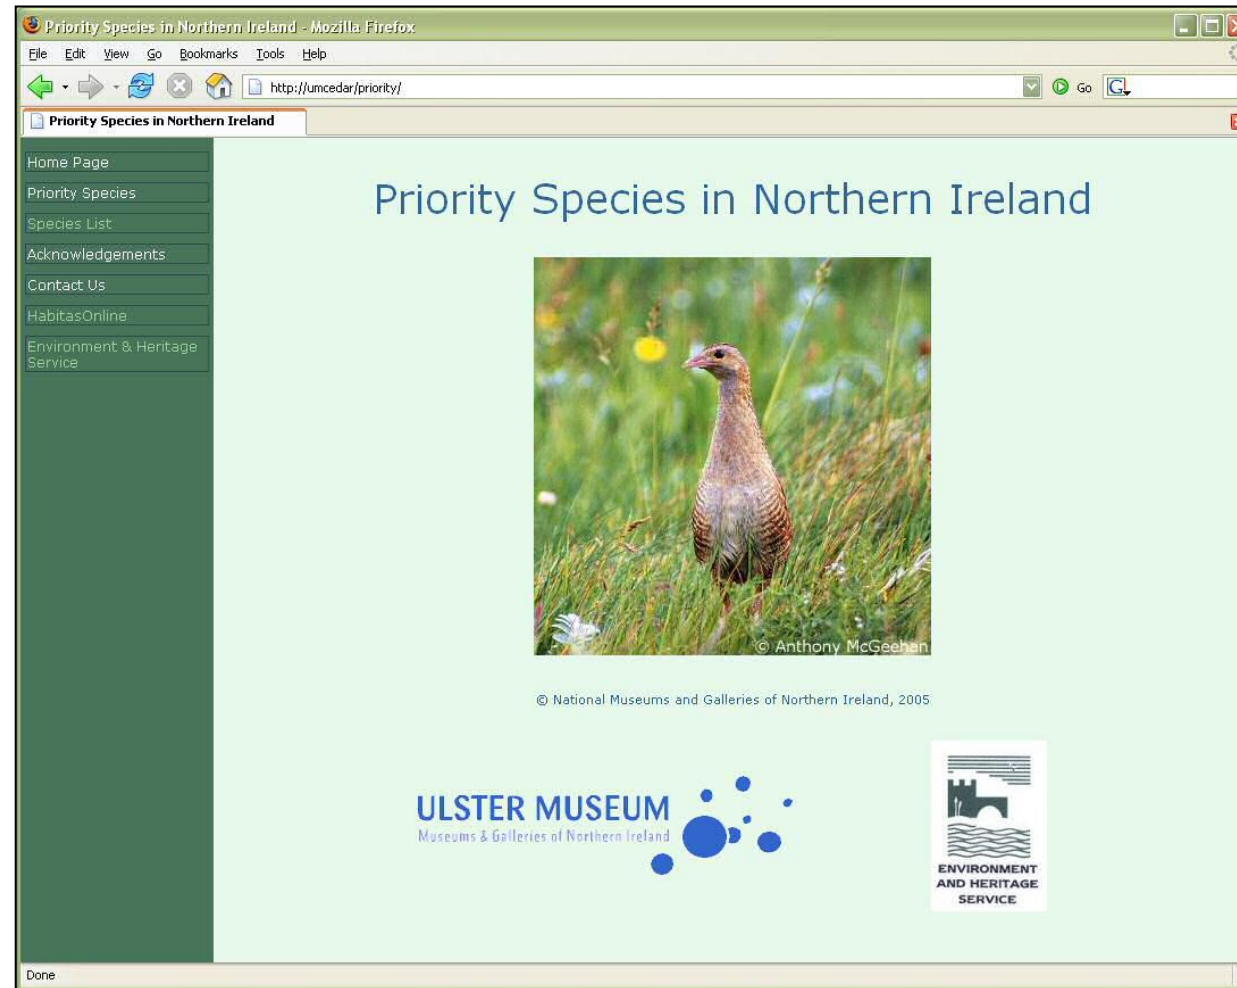 Priority Species in Northern Ireland - Mozilla Firefox
File Edit View Go Bookmarks Tools Help
http://umcedar/priority/ Go G
Priority Species in Northern Ireland
Home Page
Priority Species
Species List
Acknowledgements
Contact Us
HabitasOnline
Environment & Heritage
Service
Priority Species in Northern Ireland
© Anthony McGeehan
© National Museums and Galleries of Northern Ireland, 2005
ULSTER MUSEUM
Museums & Galleries of Northern Ireland
ENVIRONMENT
AND HERITAGE
SERVICE
Done